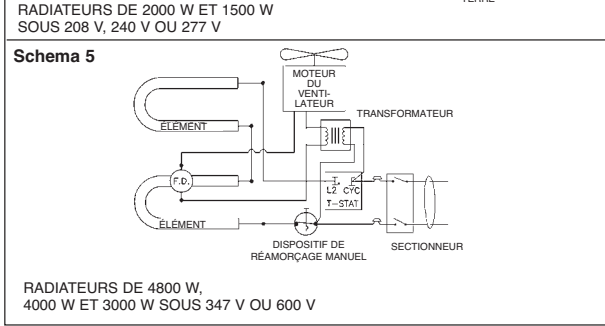 TERRE
RADIATEURS DE 2000 W ET 1500 W
SOUS 208 V, 240 V OU 277 V
Schema 5
MOTEUR
DU
VENTI-
LATEUR
TRANSFORMATEUR
ÉLÉMENT
F.D.
L2 CYC
T-STAT
ÉLÉMENT
DISPOSITIF DE
RÉAMORÇAGE MANUEL
SECTIONNEUR
RADIATEURS DE 4800 W,
4000 W ET 3000 W SOUS 347 V OU 600 V